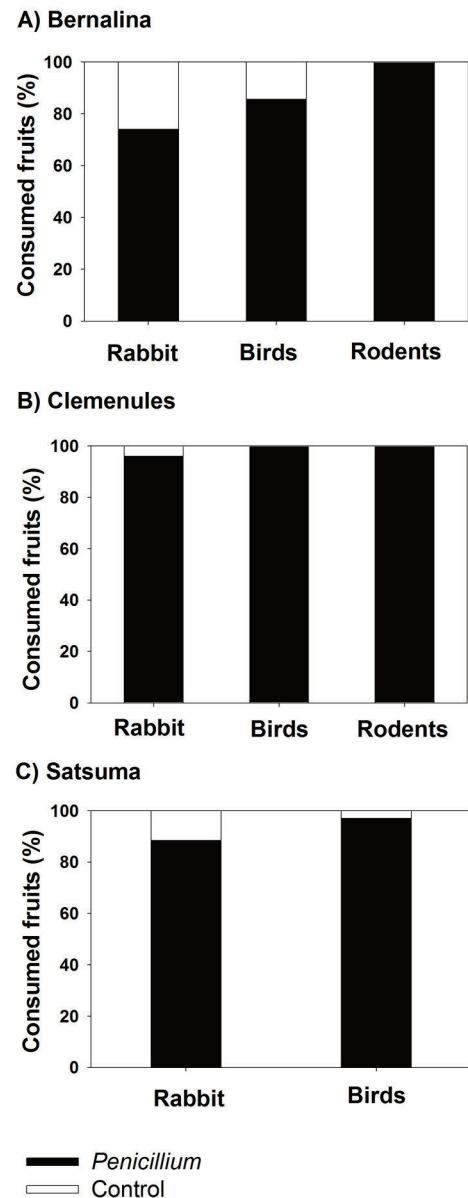 A) Bernalina
Consumed fruits (%)
100
80
60
40
20
0
Rabbit Birds Rodents
B) Clemenules
Consumed fruits (%)
100
80
60
40
20
0
Rabbit Birds Rodents
C) Satsuma
Consumed fruits (%)
100
80
60
40
20
0
Rabbit Birds
Penicillium
Control